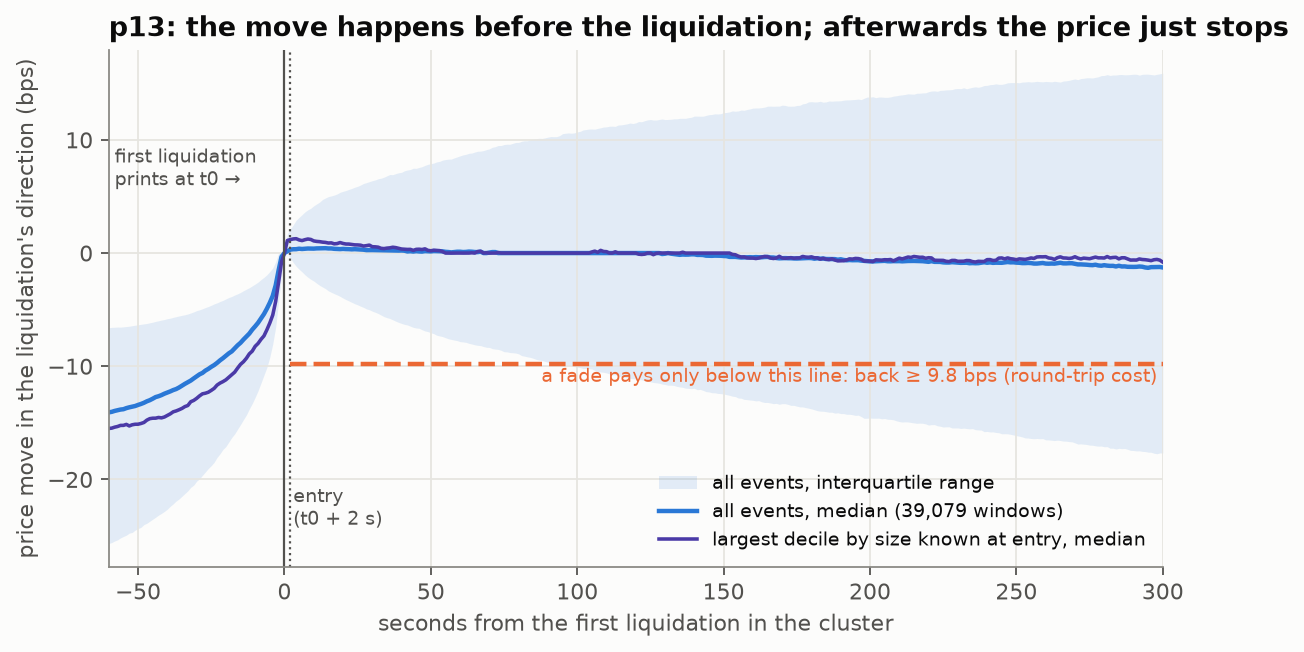 p13: the move happens before the liquidation; afterwards the price just stops
price move in the liquidation's direction (bps)
10
0
−10
−20
first liquidation
prints at t0 →
a fade pays only below this line: back ≥ 9.8 bps (round-trip cost)
entry
(t0 + 2 s)
all events, interquartile range
all events, median (39,079 windows)
largest decile by size known at entry, median
−50
0
50
100
150
200
250
300
seconds from the first liquidation in the cluster